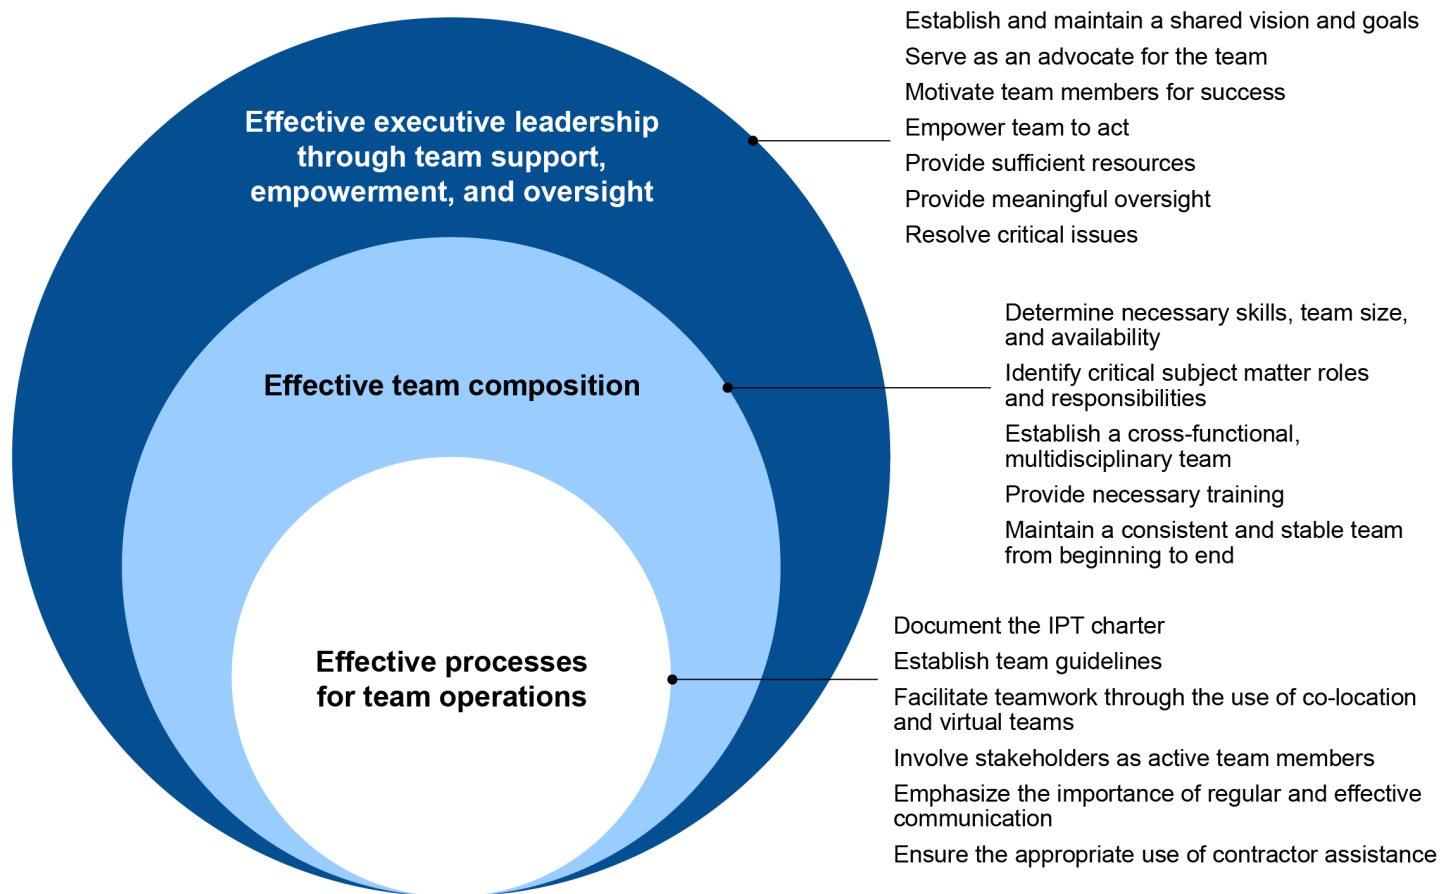 Effective executive leadership
through team support,
empowerment, and oversight
Establish and maintain a shared vision and goals
Serve as an advocate for the team
Motivate team members for success
Empower team to act
Provide sufficient resources
Provide meaningful oversight
Resolve critical issues
Effective team composition
Determine necessary skills, team size,
and availability
Identify critical subject matter roles
and responsibilities
Establish a cross-functional,
multidisciplinary team
Provide necessary training
Maintain a consistent and stable team
from beginning to end
Effective processes
for team operations
Document the IPT charter
Establish team guidelines
Facilitate teamwork through the use of co-location
and virtual teams
Involve stakeholders as active team members
Emphasize the importance of regular and effective
communication
Ensure the appropriate use of contractor assistance